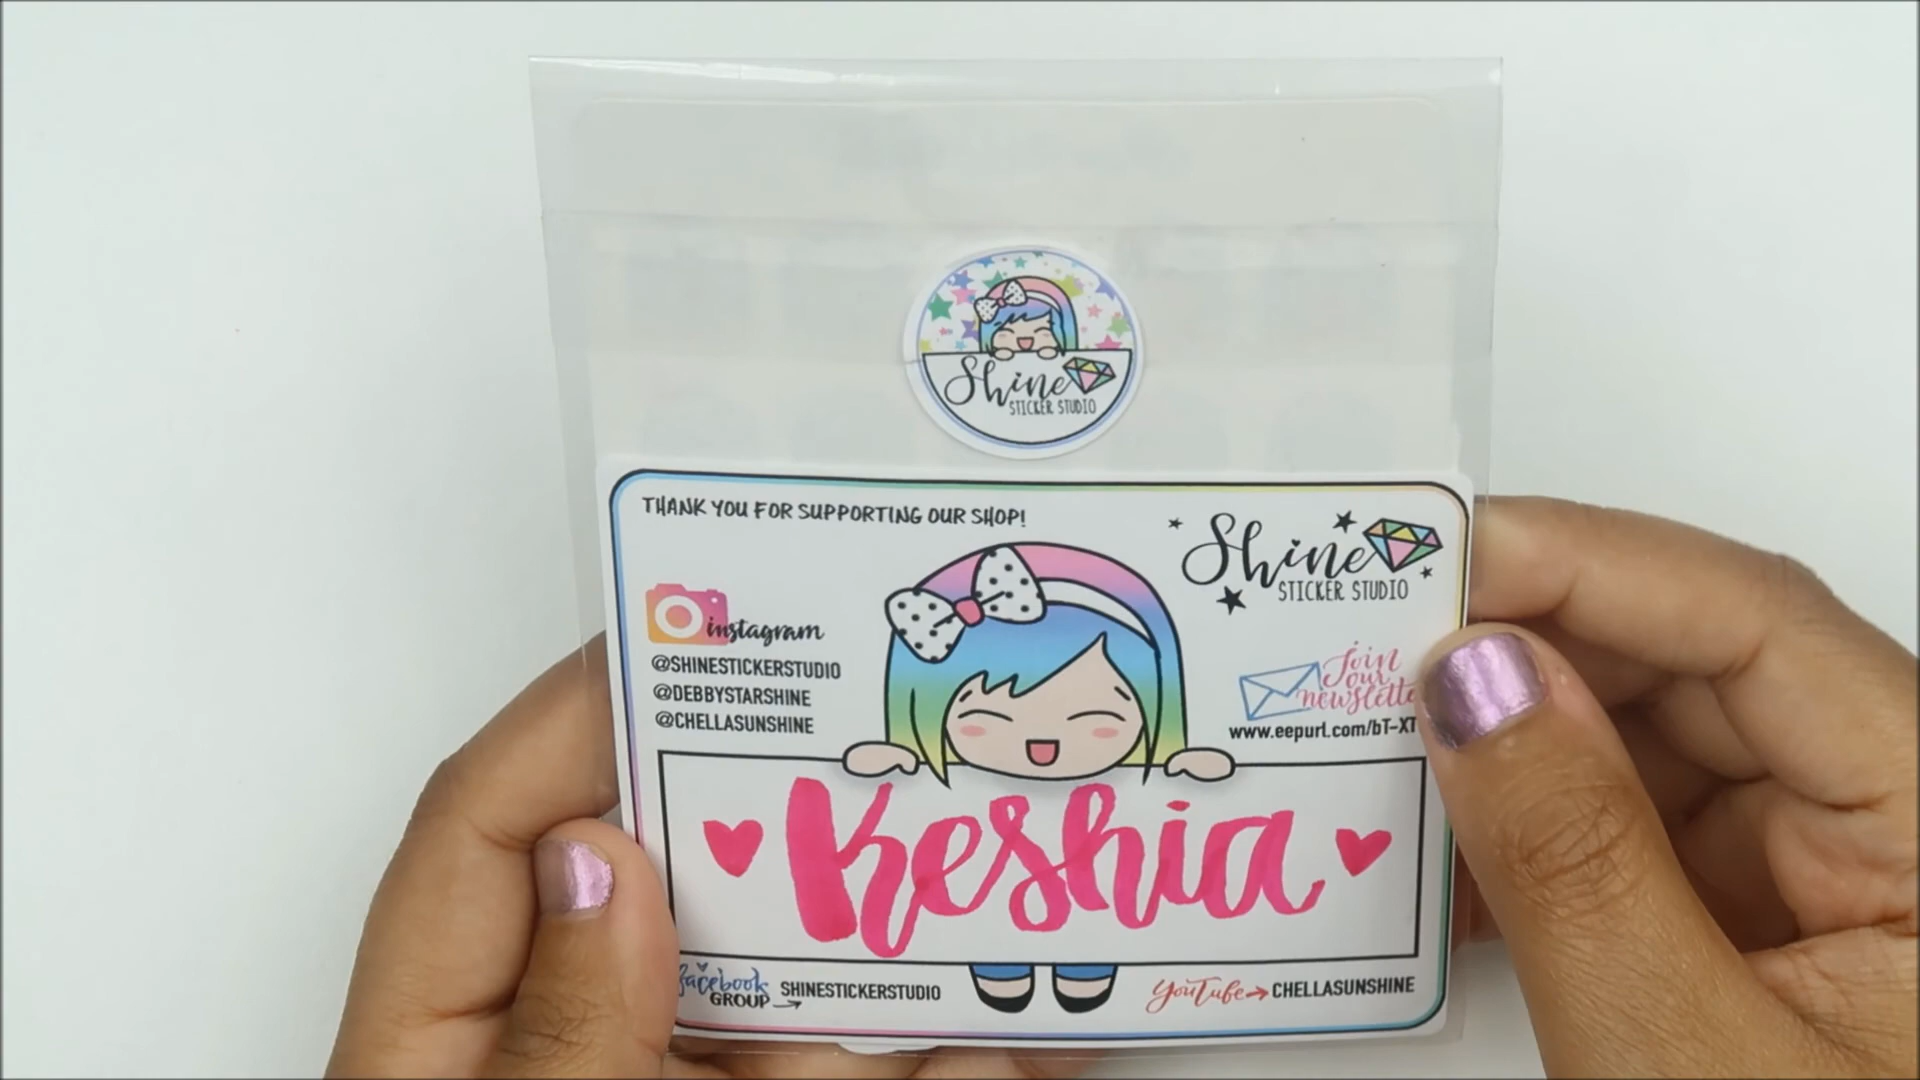 Shine
STICKER STUDIO
THANK YOU FOR SUPPORTING OUR SHOP!
Shine
STICKER STUDIO
instagram
@SHINESTICKERSTUDIO
@DEBBYSTARSHINE
@CHELLASUNSHINE
Join
our
www.eepurl.com/bT-XT
Keshia
facebook
GROUP
SHINESTICKERSTUDIO
YouTube
CHELLASUNSHINE